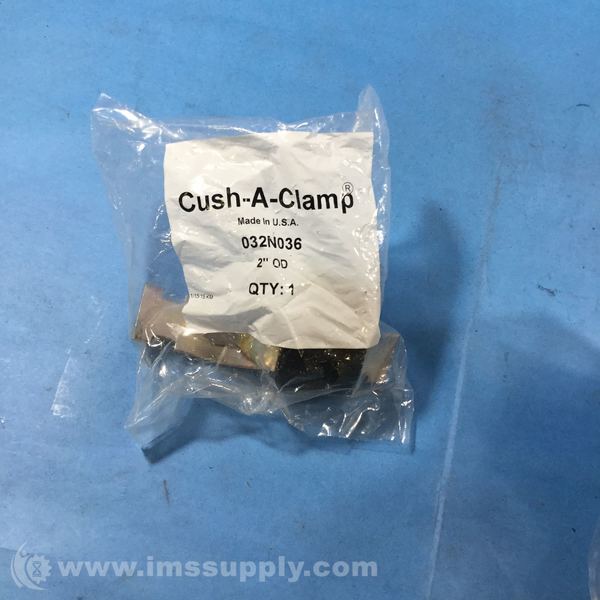 Cush-A-Clamp®
Made In U.S.A.
032N036
2" OD
QTY: 1
www.imssupply.com